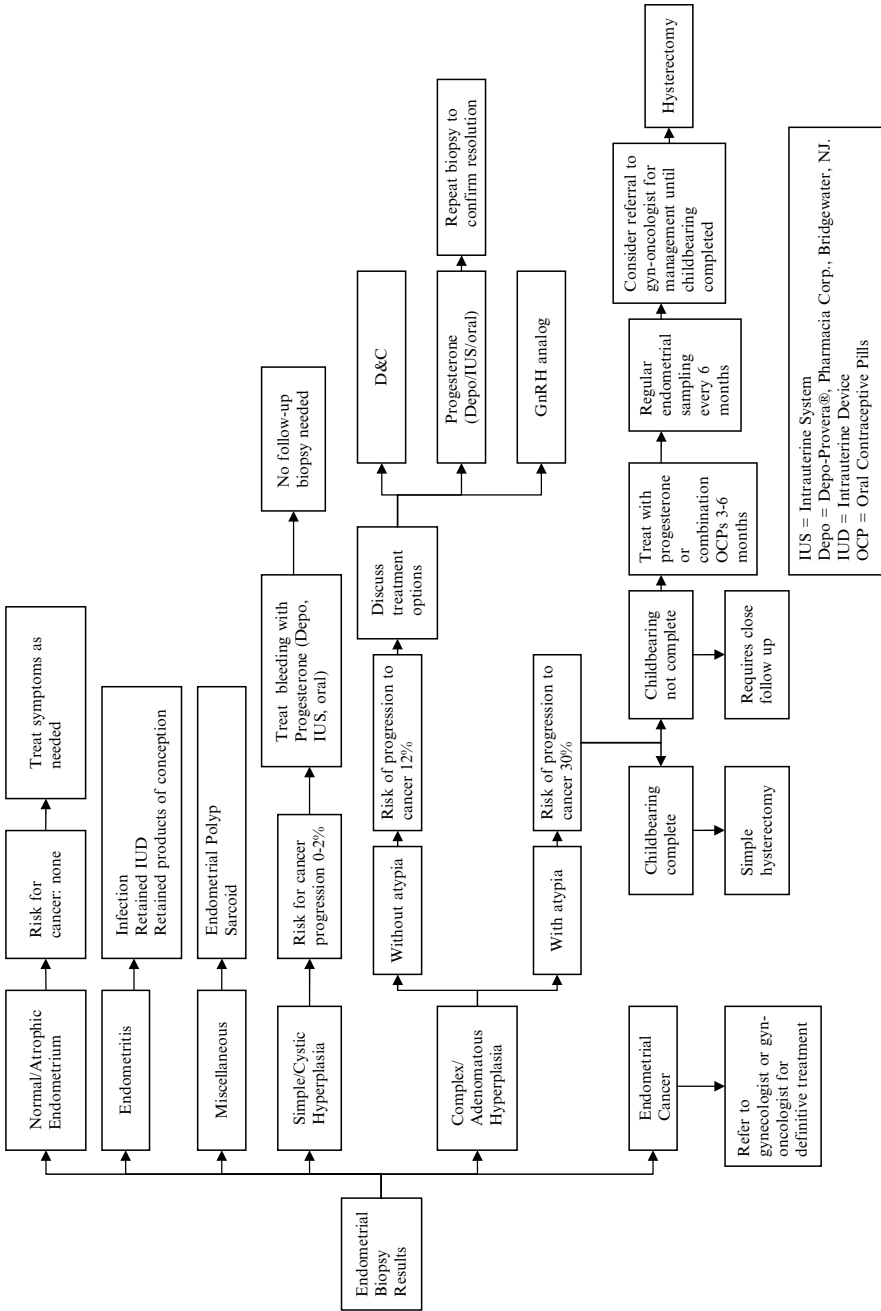 Endometrial
Biopsy
Results
Normal/Atrophic
Endometrium
Risk for
cancer: none
Treat symptoms as
needed
Endometritis
Infection
Retained IUD
Retained products of conception
Miscellaneous
Endometrial Polyp
Sarcoid
Simple/Cystic
Hyperplasia
Risk for cancer
progression 0-2%
Treat bleeding with
Progesterone (Depo,
IUS, oral)
No follow-up
biopsy needed
Complex/
Adenomatous
Hyperplasia
Without atypia
Risk of progression to
cancer 12%
Discuss
treatment
options
D&C
Progesterone
(Depo/IUS/oral)
Repeat biopsy to
confirm resolution
GnRH analog
With atypia
Risk of progression to
cancer 30%
Childbearing
complete
Simple
hysterectomy
Childbearing
not complete
Requires close
follow up
Treat with
progesterone
or
combination
OCPs 3-6
months
Regular
endometrial
sampling
every 6
months
Consider referral to
gyn-oncologist for
management until
childbearing
completed
Hysterectomy
Endometrial
Cancer
Refer to
gynecologist or gyn-
oncologist for
definitive treatment
IUS = Intrauterine System
Depo = Depo-Provera®, Pharmacia Corp., Bridgewater, NJ.
IUD = Intrauterine Device
OCP = Oral Contraceptive Pills